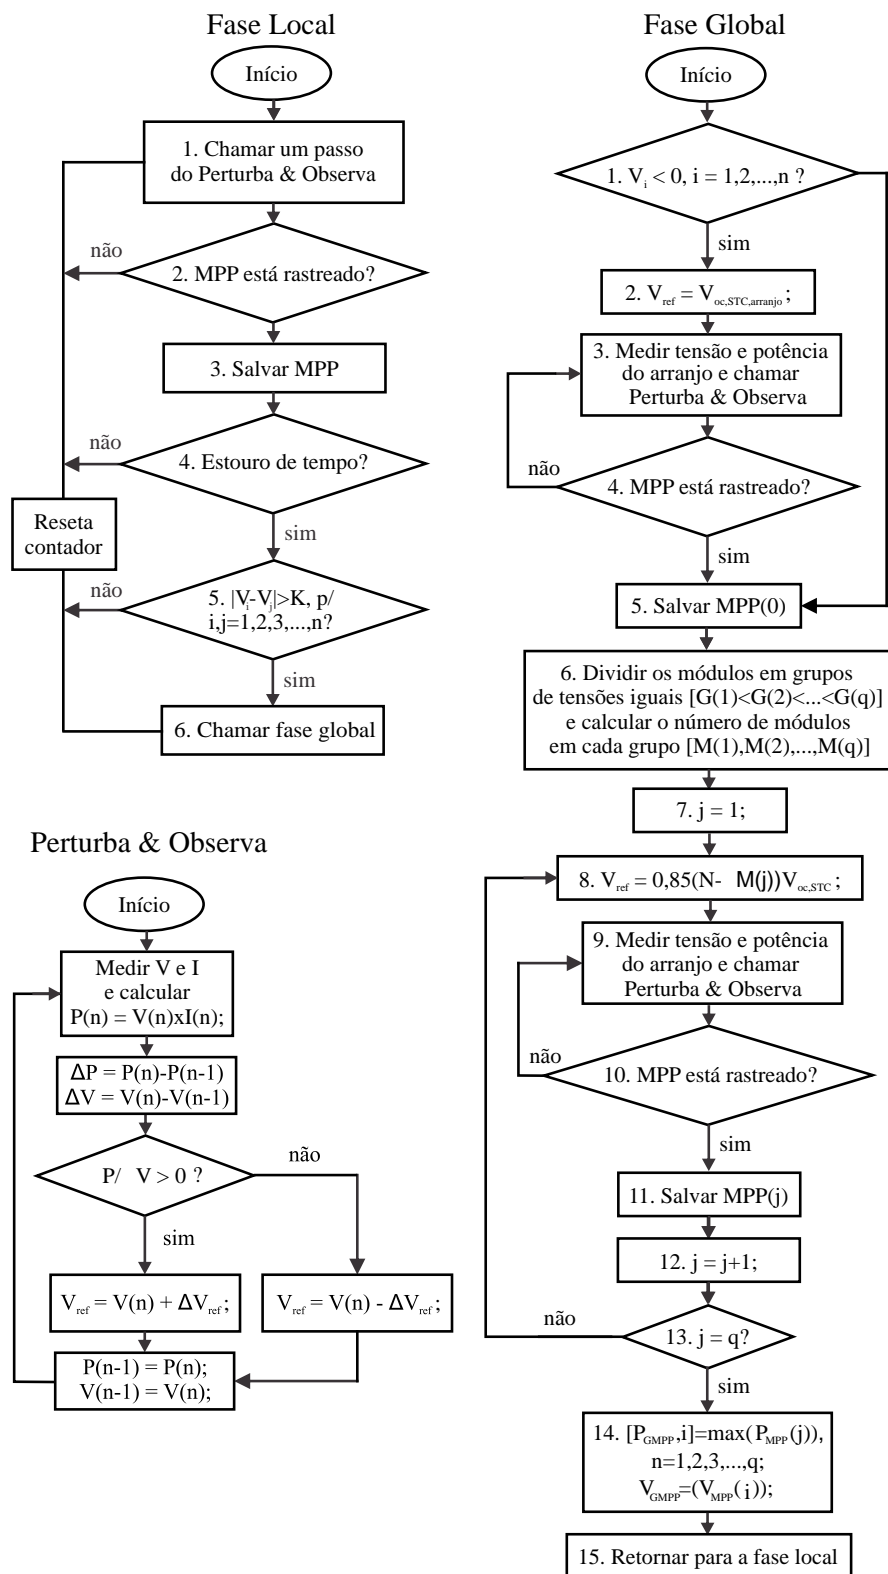 Fase Local
Início
1. Chamar um passo
do Perturba & Observa
não
2. MPP está rastreado?
3. Salvar MPP
não
4. Estouro de tempo?
Reseta
contador
sim
não
5. |Vi-Vj|>K, p/
i,j=1,2,3,...,n?
sim
6. Chamar fase global
Perturba & Observa
Início
Medir V e I
e calcular
P(n) = V(n)xI(n);
ΔP = P(n)-P(n-1)
ΔV = V(n)-V(n-1)
P/ V > 0 ?
não
sim
Vref = V(n) + ΔVref;
Vref = V(n) - ΔVref;
P(n-1) = P(n);
V(n-1) = V(n);
Fase Global
Início
1. Vi < 0, i = 1,2,...,n ?
sim
2. Vref = Voc,STC,arranjo;
3. Medir tensão e potência
do arranjo e chamar
Perturba & Observa
não
4. MPP está rastreado?
sim
5. Salvar MPP(0)
6. Dividir os módulos em grupos
de tensões iguais [G(1)<G(2)<...<G(q)]
e calcular o número de módulos
em cada grupo [M(1),M(2),...,M(q)]
7. j = 1;
8. Vref = 0,85(N- M(j))Voc,STC;
9. Medir tensão e potência
do arranjo e chamar
Perturba & Observa
não
10. MPP está rastreado?
sim
11. Salvar MPP(j)
12. j = j+1;
não
13. j = q?
sim
14. [PGMPP,i]=max(PMPP(j)),
n=1,2,3,...,q;
VGMPP=(VMPP(i));
15. Retornar para a fase local